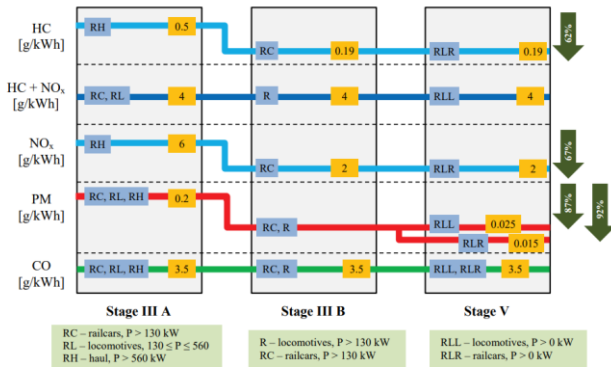 HC
[g/kWh]
RH 0.5
RC 0.19
RLR 0.19
62%
HC + NOₓ
[g/kWh]
RC, RL 4
R 4
RLL 4
NOₓ
[g/kWh]
RH 6
RC 2
RLR 2
67%
PM
[g/kWh]
RC, RL, RH 0.2
RC, R
RLL 0.025
RLR 0.015
87%
92%
CO
[g/kWh]
RC, RL, RH 3.5
RC, R 3.5
RLL, RLR 3.5
Stage III A
Stage III B
Stage V
RC – railcars, P > 130 kW
RL – locomotives, 130 ≤ P ≤ 560
RH – haul, P > 560 kW
R – locomotives, P > 130 kW
RC – railcars, P > 130 kW
RLL – locomotives, P > 0 kW
RLR – railcars, P > 0 kW